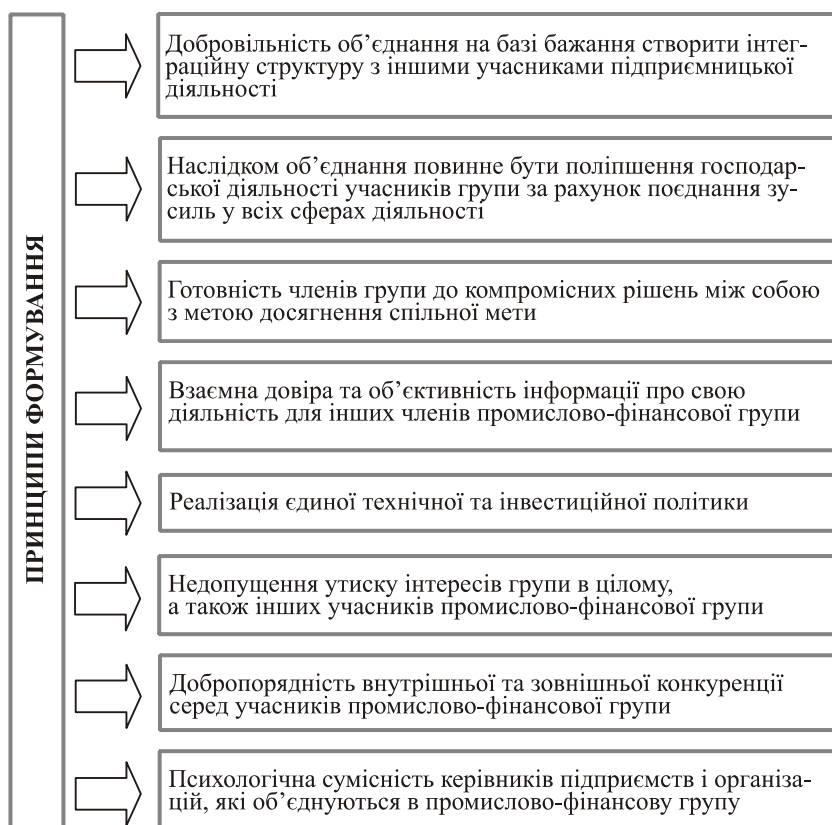 ПРИНЦИПИ ФОРМУВАННЯ
Добровільність об’єднання на базі бажання створити інтег-
раційну структуру з іншими учасниками підприємницької
діяльності
Наслідком об’єднання повинне бути поліпшення господар-
ської діяльності учасників групи за рахунок поєднання зу-
силь у всіх сферах діяльності
Готовність членів групи до компромісних рішень між собою
з метою досягнення спільної мети
Взаємна довіра та об’єктивність інформації про свою
діяльність для інших членів промислово-фінансової групи
Реалізація єдиної технічної та інвестиційної політики
Недопущення утиску інтересів групи в цілому,
а також інших учасників промислово-фінансової групи
Добропорядність внутрішньої та зовнішньої конкуренції
серед учасників промислово-фінансової групи
Психологічна сумісність керівників підприємств і організа-
цій, які об’єднуються в промислово-фінансову групу